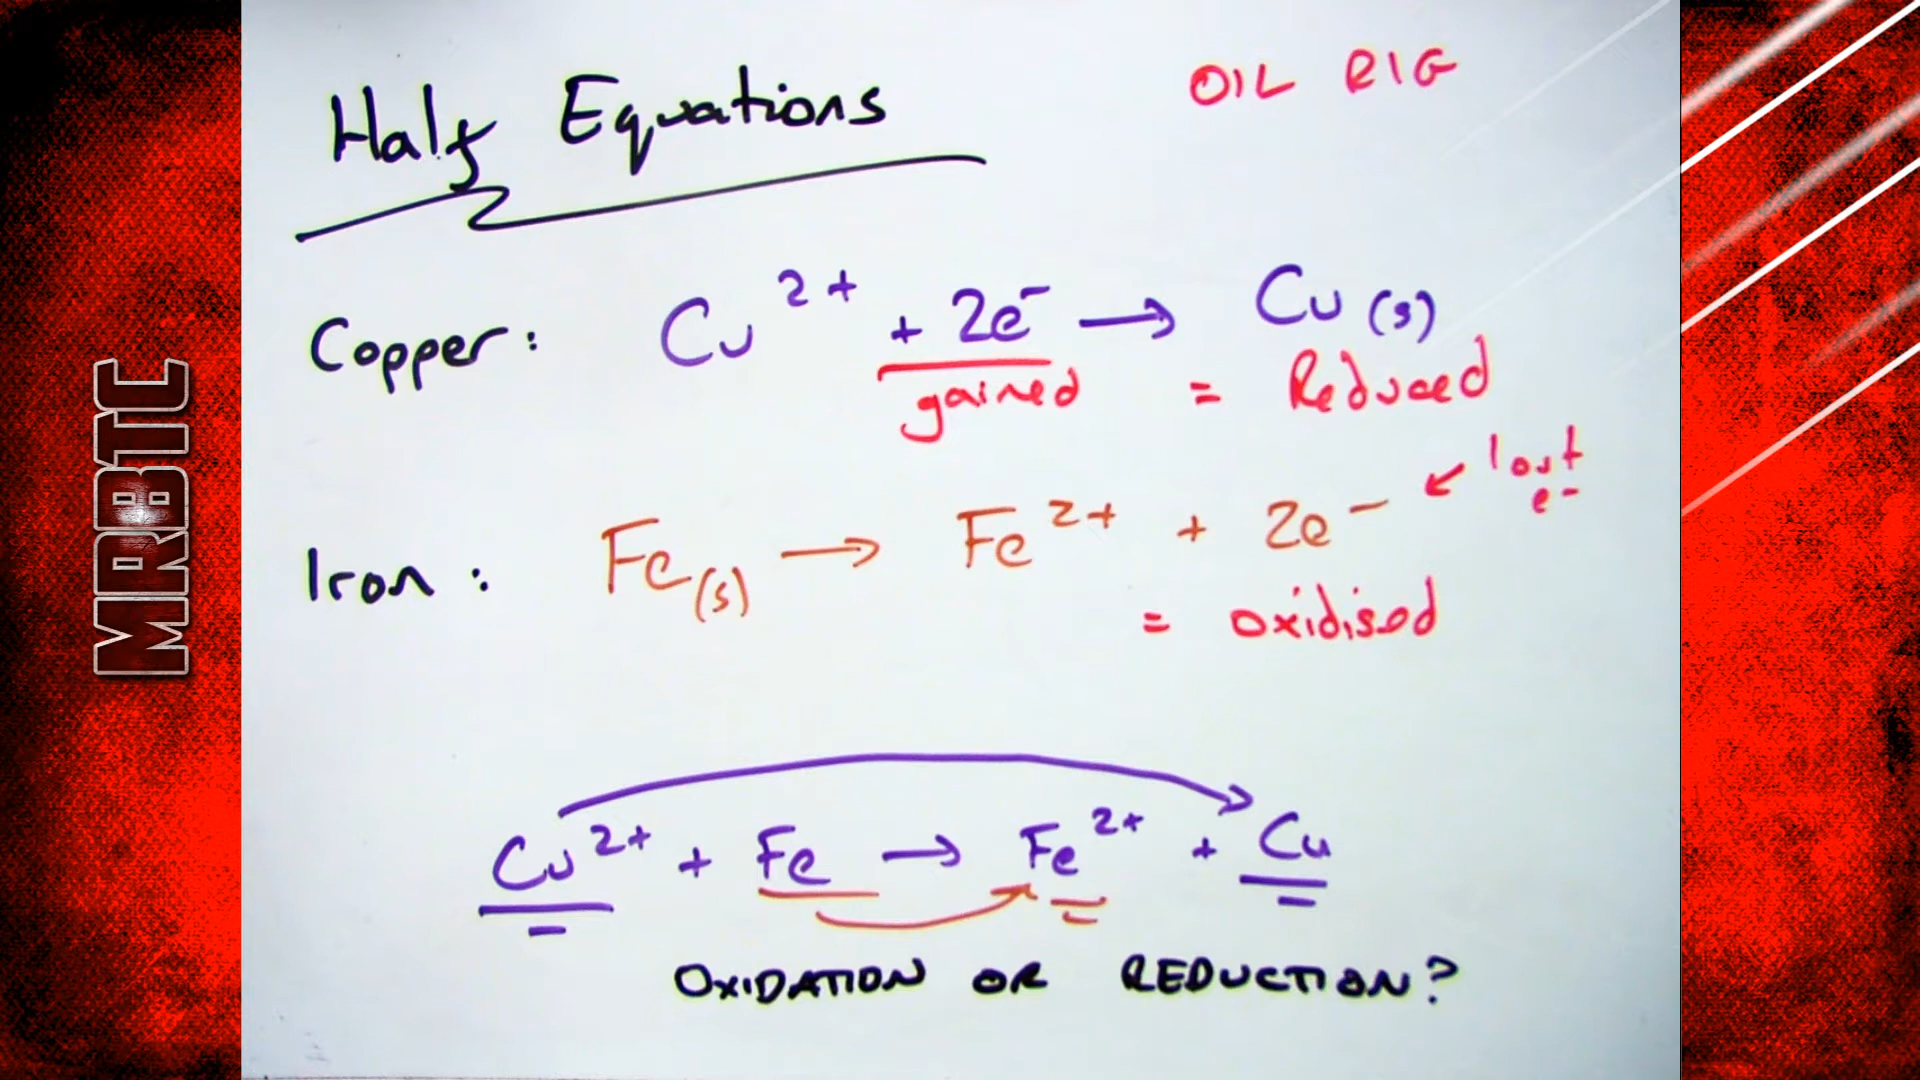 Half Equations
OIL RIG
Copper: Cu²⁺ + 2e⁻ → Cu (s)
gained = Reduced
lost
e⁻
Iron: Fe(s) → Fe²⁺ + 2e⁻
= oxidised
Cu²⁺ + Fe → Fe²⁺ + Cu
OXIDATION OR REDUCTION?
MRBTC